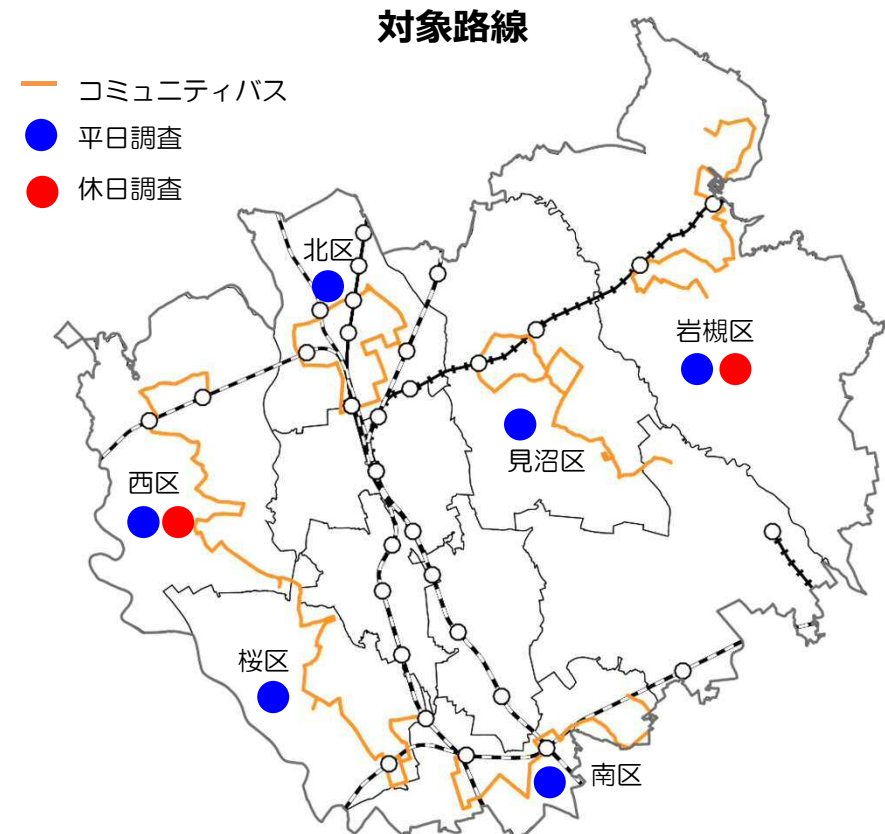 対象路線
コミュニティバス
平日調査
休日調査
北区
岩槻区
見沼区
西区
桜区
南区